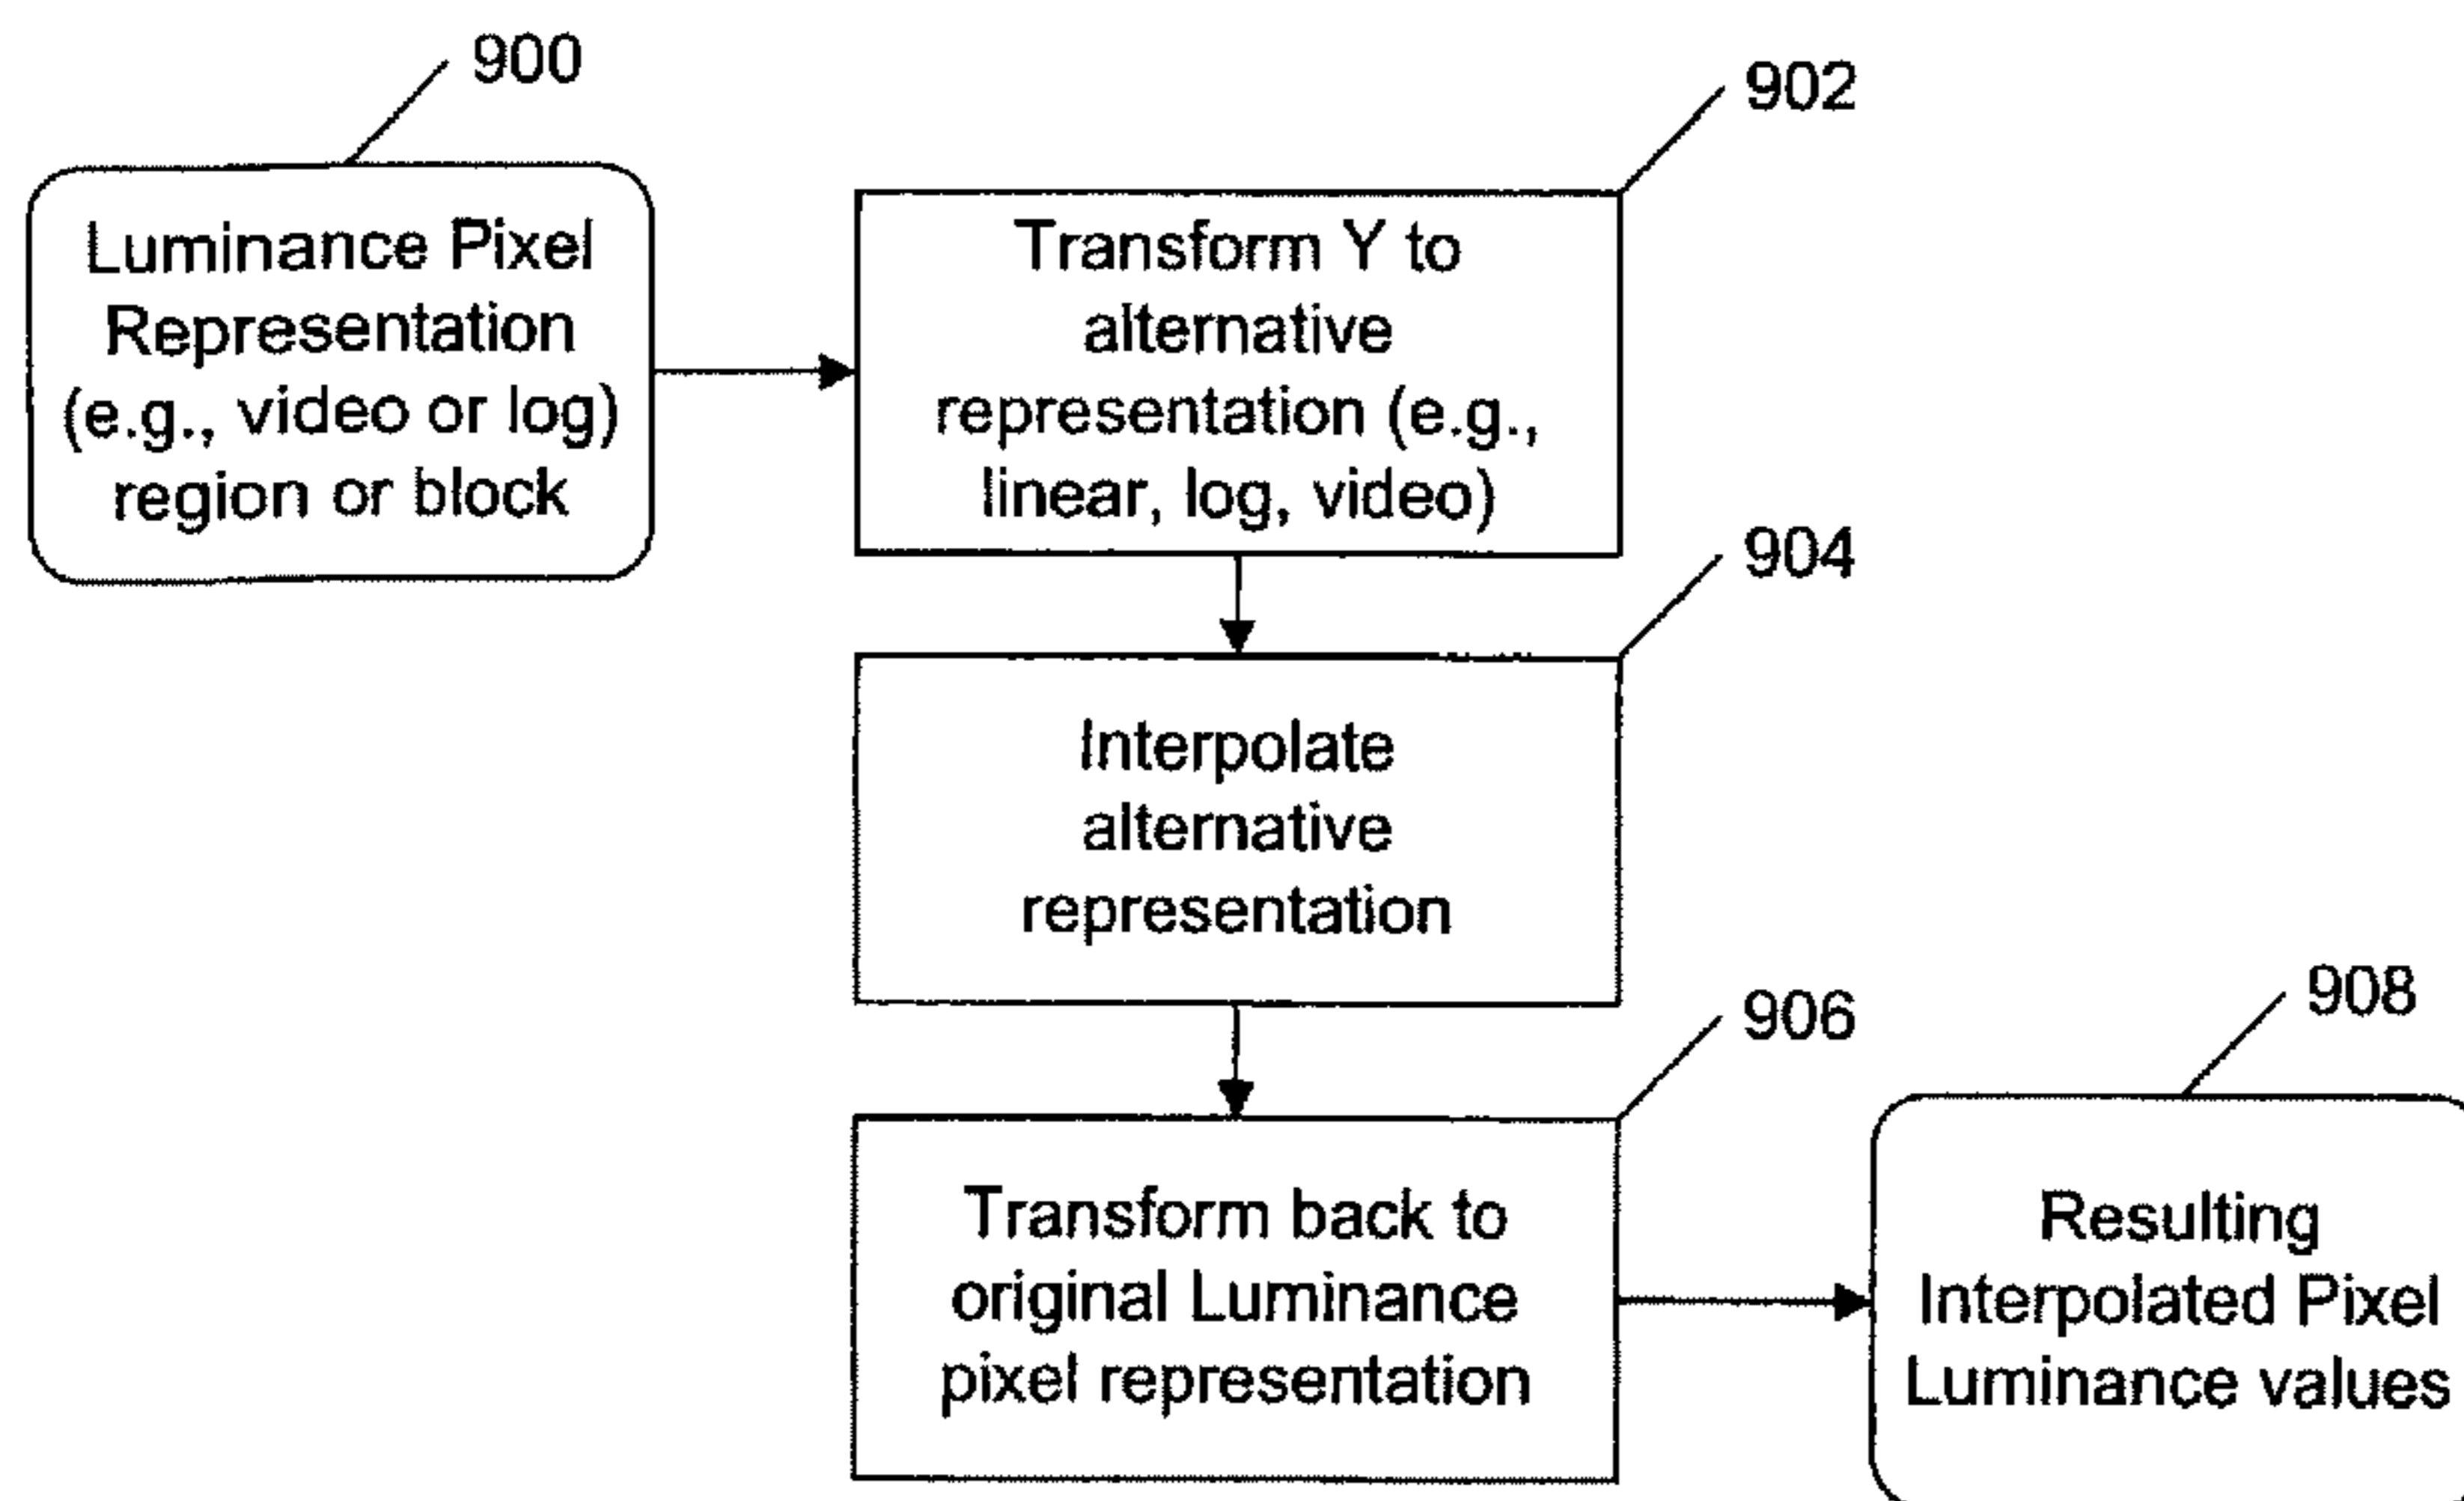 900
Luminance Pixel
Representation
(e.g., video or log)
region or block
902
Transform Y to
alternative
representation (e.g.,
linear, log, video)
904
Interpolate
alternative
representation
906
Transform back to
original Luminance
pixel representation
908
Resulting
Interpolated Pixel
Luminance values